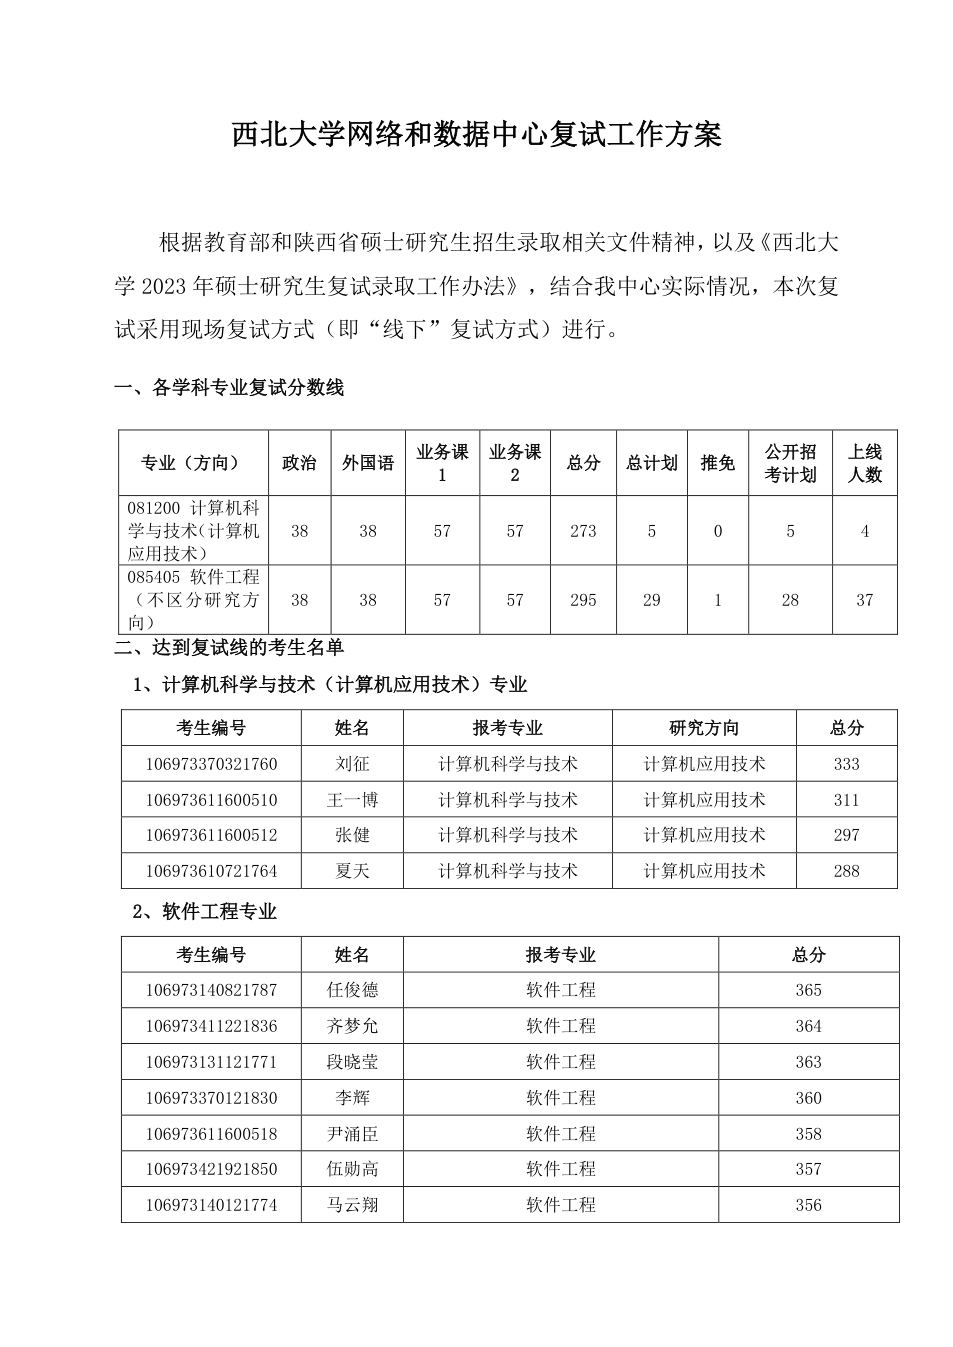 西北大学网络和数据中心复试工作方案
根据教育部和陕西省硕士研究生招生录取相关文件精神，以及《西北大
学 2023 年硕士研究生复试录取工作办法》，结合我中心实际情况，本次复
试采用现场复试方式（即“线下”复试方式）进行。
一、各学科专业复试分数线
专业（方向） 政治 外国语 业务课1 业务课2 总分 总计划 推免 公开招考计划 上线人数
081200 计算机科学与技术（计算机应用技术） 38 38 57 57 273 5 0 5 4
085405 软件工程（不区分研究方向） 38 38 57 57 295 29 1 28 37
二、达到复试线的考生名单
1、计算机科学与技术（计算机应用技术）专业
考生编号 姓名 报考专业 研究方向 总分
106973370321760 刘征 计算机科学与技术 计算机应用技术 333
106973611600510 王一博 计算机科学与技术 计算机应用技术 311
106973611600512 张健 计算机科学与技术 计算机应用技术 297
106973610721764 夏天 计算机科学与技术 计算机应用技术 288
2、软件工程专业
考生编号 姓名 报考专业 总分
106973140821787 任俊德 软件工程 365
106973411221836 齐梦允 软件工程 364
106973131121771 段晓莹 软件工程 363
106973370121830 李辉 软件工程 360
106973611600518 尹涌臣 软件工程 358
106973421921850 伍勋高 软件工程 357
106973140121774 马云翔 软件工程 356